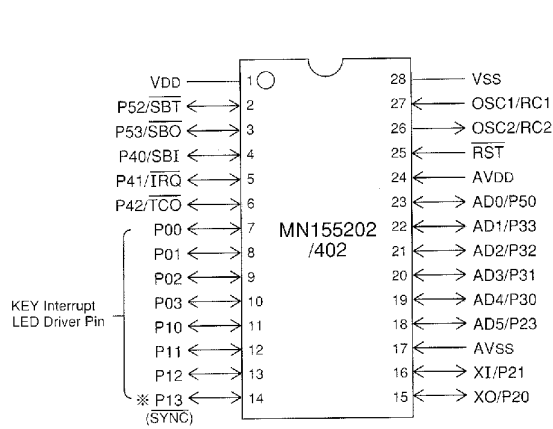 VDD 1 28 VSS
P52/SBT 2 27 OSC1/RC1
P53/SBO 3 26 OSC2/RC2
P40/SBI 4 25 RST
P41/IRQ 5 24 AVDD
P42/TCO 6 23 AD0/P50
P00 7 MN155202 22 AD1/P33
P01 8 /402 21 AD2/P32
P02 9 20 AD3/P31
KEY Interrupt P03 10 19 AD4/P30
LED Driver Pin P10 11 18 AD5/P23
P11 12 17 AVSS
P12 13 16 XI/P21
※ P13 14 15 XO/P20
(SYNC)